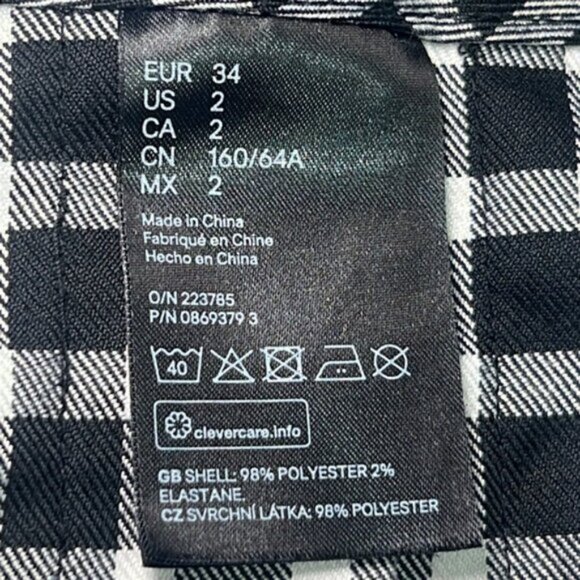 EUR 34
US 2
CA 2
CN 160/64A
MX 2
Made in China
Fabriqué en Chine
Hecho en China
O/N 223785
P/N 0869379 3
40
clevercare.info
GB SHELL: 98% POLYESTER 2%
ELASTANE.
CZ SVRCHNÍ LÁTKA: 98% POLYESTER